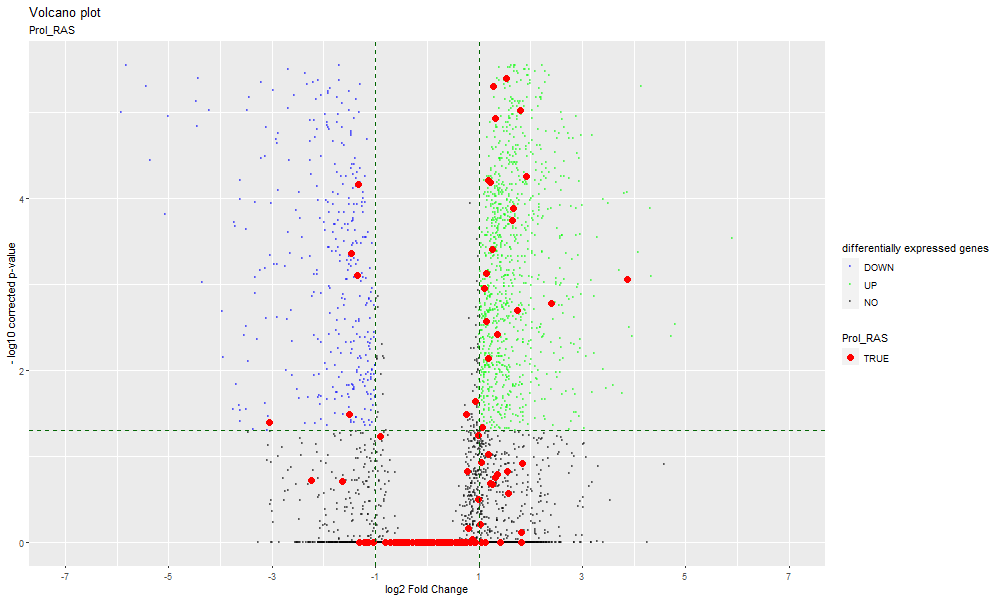 Volcano plot
Prol_RAS
- log10 corrected p-value
4
2
0
-7 -5 -3 -1 1 3 5 7
log2 Fold Change
differentially expressed genes
DOWN
UP
NO
Prol_RAS
TRUE